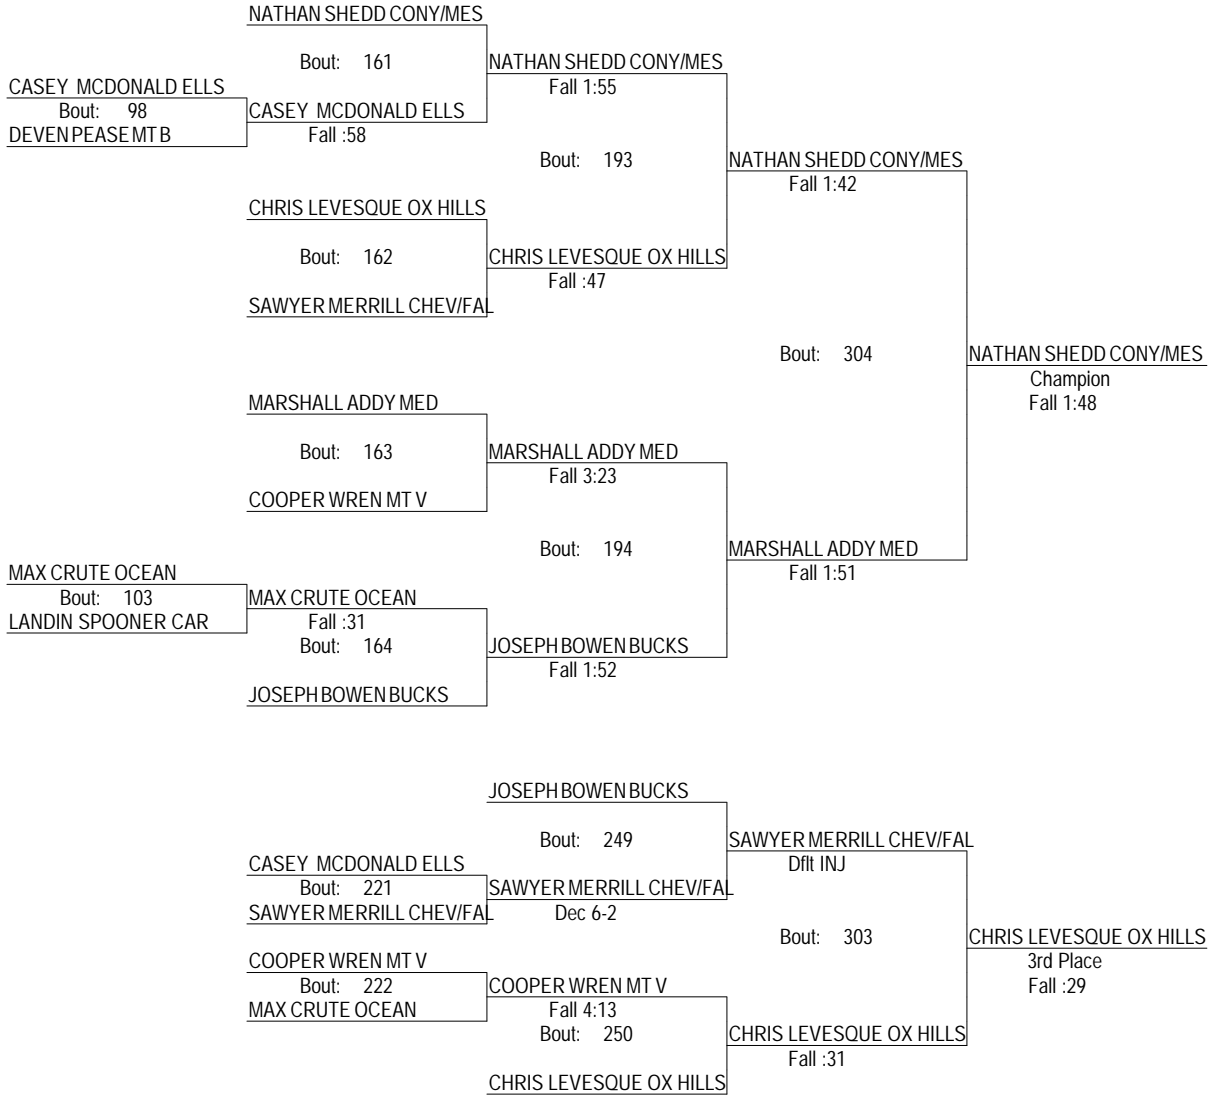 NATHAN SHEDD CONY/MES
Bout: 161
NATHAN SHEDD CONY/MES
Fall 1:55
CASEY MCDONALD ELLS
Bout: 98
DEVEN PEASE MT B
CASEY MCDONALD ELLS
Fall :58
Bout: 193
NATHAN SHEDD CONY/MES
Fall 1:42
CHRIS LEVESQUE OX HILLS
Bout: 162
CHRIS LEVESQUE OX HILLS
Fall :47
SAWYER MERRILL CHEV/FAL
Bout: 304
NATHAN SHEDD CONY/MES
Champion
Fall 1:48
MARSHALL ADDY MED
Bout: 163
MARSHALL ADDY MED
Fall 3:23
COOPER WREN MT V
Bout: 194
MARSHALL ADDY MED
Fall 1:51
MAX CRUTE OCEAN
Bout: 103
LANDIN SPOONER CAR
MAX CRUTE OCEAN
Fall :31
Bout: 164
JOSEPH BOWEN BUCKS
Fall 1:52
JOSEPH BOWEN BUCKS
JOSEPH BOWEN BUCKS
Bout: 249
SAWYER MERRILL CHEV/FAL
Dflt INJ
CASEY MCDONALD ELLS
Bout: 221
SAWYER MERRILL CHEV/FAL
SAWYER MERRILL CHEV/FAL
Dec 6-2
Bout: 303
CHRIS LEVESQUE OX HILLS
3rd Place
Fall :29
COOPER WREN MT V
Bout: 222
MAX CRUTE OCEAN
COOPER WREN MT V
Fall 4:13
Bout: 250
CHRIS LEVESQUE OX HILLS
Fall :31
CHRIS LEVESQUE OX HILLS